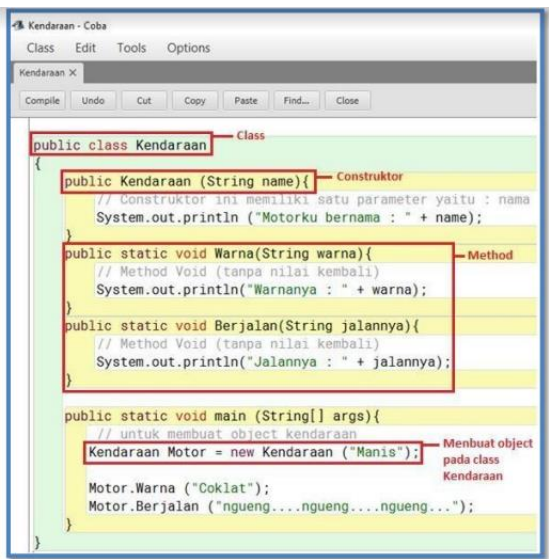 Kendaraan - Coba
Class Edit Tools Options
Kendaraan X
Compile Undo Cut Copy Paste Find... Close
public class Kendaraan
Class
{
public Kendaraan (String name){
Construktor
// Construktor ini memiliki satu parameter yaitu : nama
System.out.println ("Motorku bernama : " + name);
}
public static void Warna(String warna){
Method
// Method Void (tanpa nilai kembali)
System.out.println("Warnanya : " + warna);
}
public static void Berjalan(String jalannya){
// Method Void (tanpa nilai kembali)
System.out.println("Jalannya : " + jalannya);
}
public static void main (String[] args){
// untuk membuat object kendaraan
Kendaraan Motor = new Kendaraan ("Manis");
Menbuat object
pada class
Kendaraan
Motor.Warna ("Coklat");
Motor.Berjalan ("ngueng....ngueng....ngueng...");
}
}